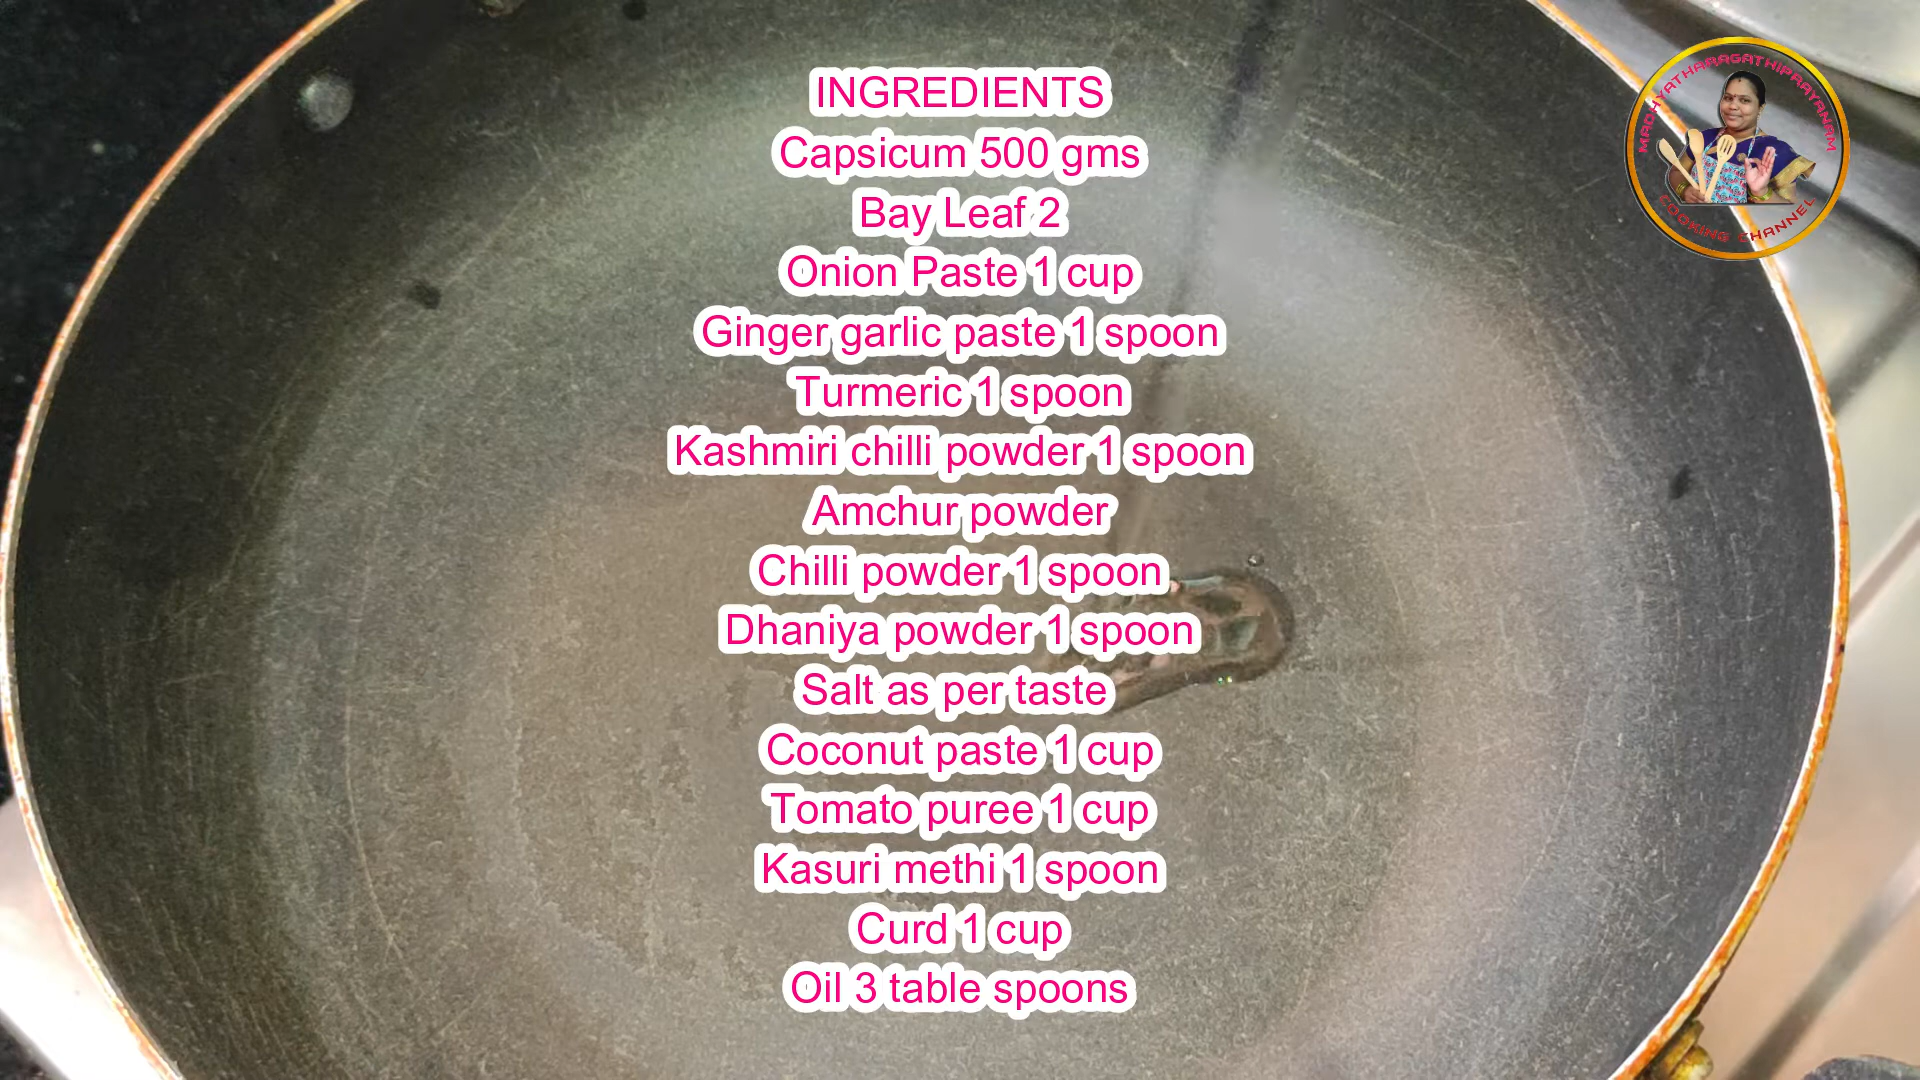 INGREDIENTS
Capsicum 500 gms
Bay Leaf 2
Onion Paste 1 cup
Ginger garlic paste 1 spoon
Turmeric 1 spoon
Kashmiri chilli powder 1 spoon
Amchur powder
Chilli powder 1 spoon
Dhaniya powder 1 spoon
Salt as per taste
Coconut paste 1 cup
Tomato puree 1 cup
Kasuri methi 1 spoon
Curd 1 cup
Oil 3 table spoons
COOKING CHANNEL